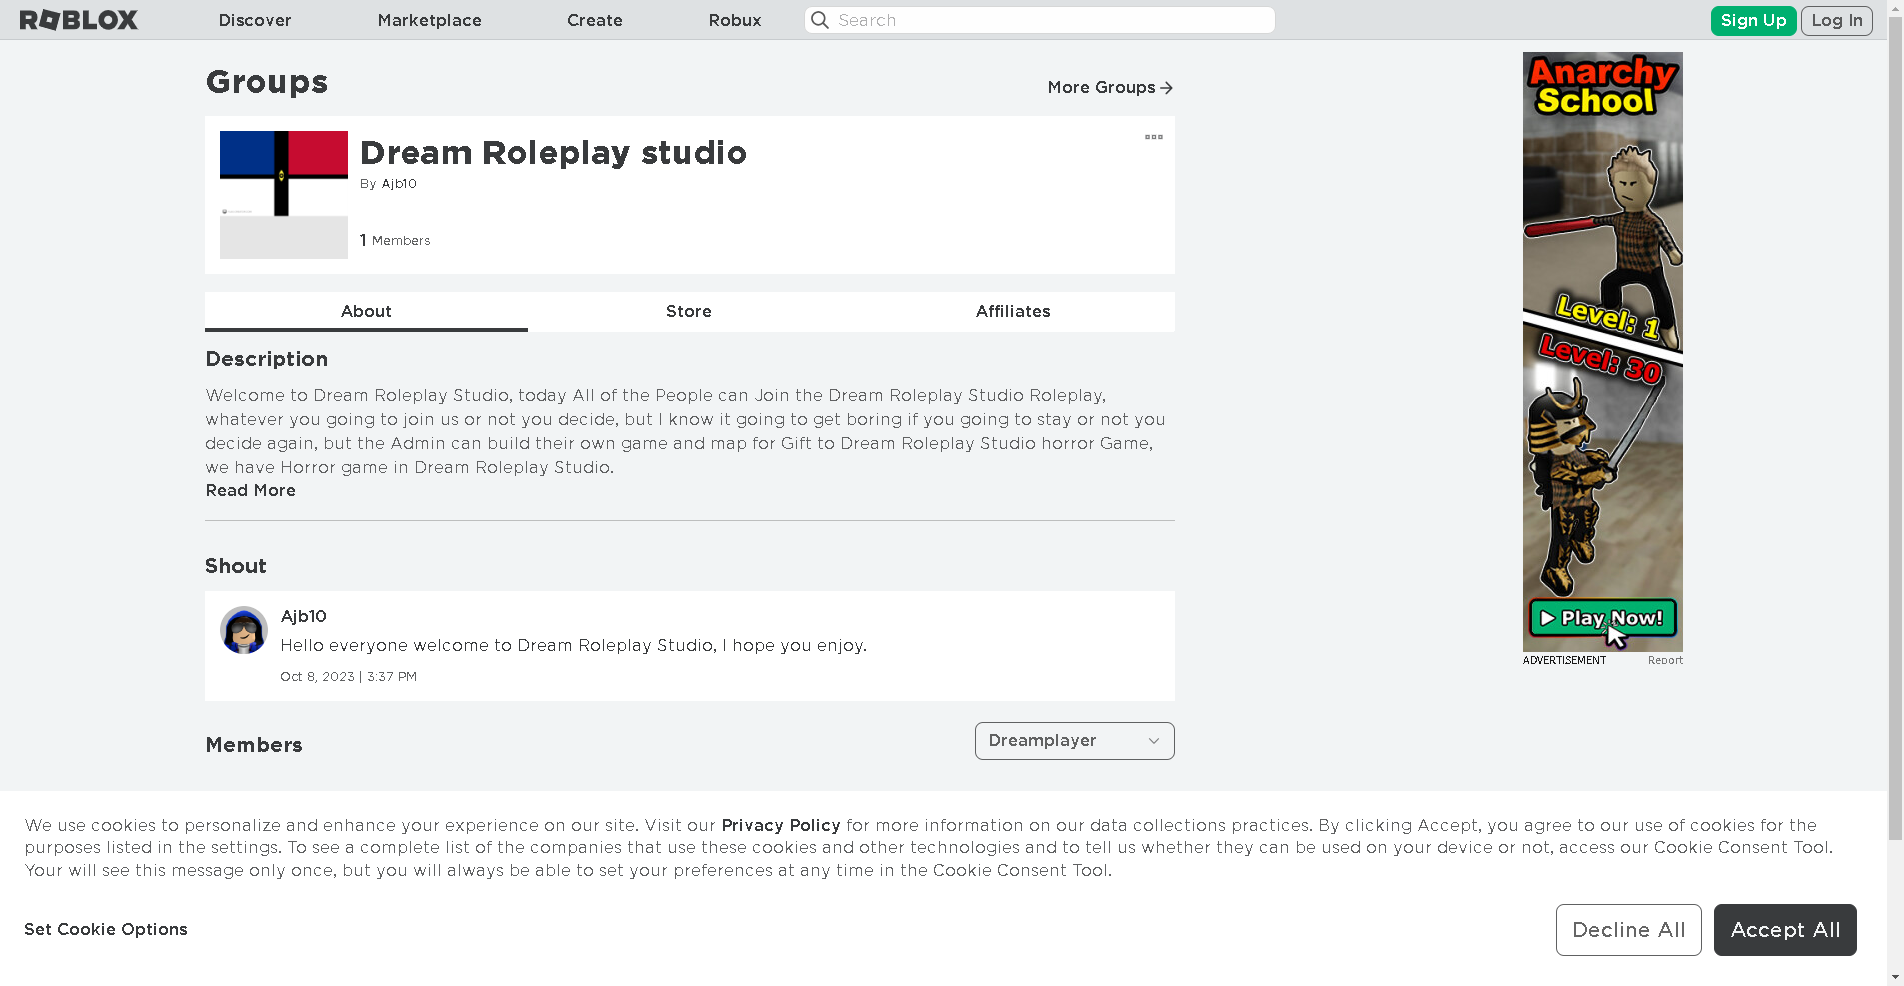 ROBLOX
Discover
Marketplace
Create
Robux
Search
Sign Up
Log In
Groups
More Groups
Dream Roleplay studio
By Ajb10
1 Members
About
Store
Affiliates
Description
Welcome to Dream Roleplay Studio, today All of the People can Join the Dream Roleplay Studio Roleplay,
whatever you going to join us or not you decide, but I know it going to get boring if you going to stay or not you
decide again, but the Admin can build their own game and map for Gift to Dream Roleplay Studio horror Game,
we have Horror game in Dream Roleplay Studio.
Read More
Shout
Ajb10
Hello everyone welcome to Dream Roleplay Studio, I hope you enjoy.
Oct 8, 2023 | 3:37 PM
Members
Dreamplayer
Anarchy
School
Level: 1
Level: 30
Play Now!
ADVERTISEMENT
Report
We use cookies to personalize and enhance your experience on our site. Visit our Privacy Policy for more information on our data collections practices. By clicking Accept, you agree to our use of cookies for the
purposes listed in the settings. To see a complete list of the companies that use these cookies and other technologies and to tell us whether they can be used on your device or not, access our Cookie Consent Tool.
Your will see this message only once, but you will always be able to set your preferences at any time in the Cookie Consent Tool.
Set Cookie Options
Decline All
Accept All